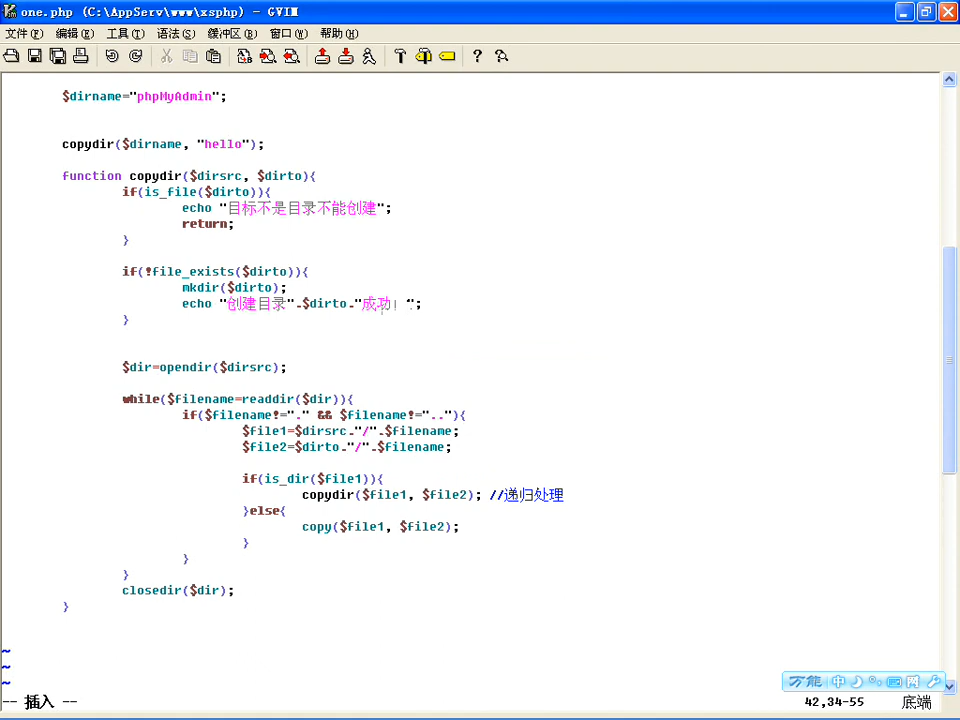 one.php (C:\AppServ\www\xsphp) - GVIM
文件(F) 编辑(E) 工具(T) 语法(S) 缓冲区(B) 窗口(W) 帮助(H)
$dirname="phpMyAdmin";
copydir($dirname, "hello");
function copydir($dirsrc, $dirto){
if(is_file($dirto)){
echo "目标不是目录不能创建";
return;
}
if(!file_exists($dirto)){
mkdir($dirto);
echo "创建目录".$dirto."成功! ";
}
$dir=opendir($dirsrc);
while($filename=readdir($dir)){
if($filename!="." && $filename!=".."){
$file1=$dirsrc."/".$filename;
$file2=$dirto."/".$filename;
if(is_dir($file1)){
copydir($file1, $file2); //递归处理
}else{
copy($file1, $file2);
}
}
}
closedir($dir);
}
~
~
~
万能 中
-- 插入 -- 42,34-55 底端